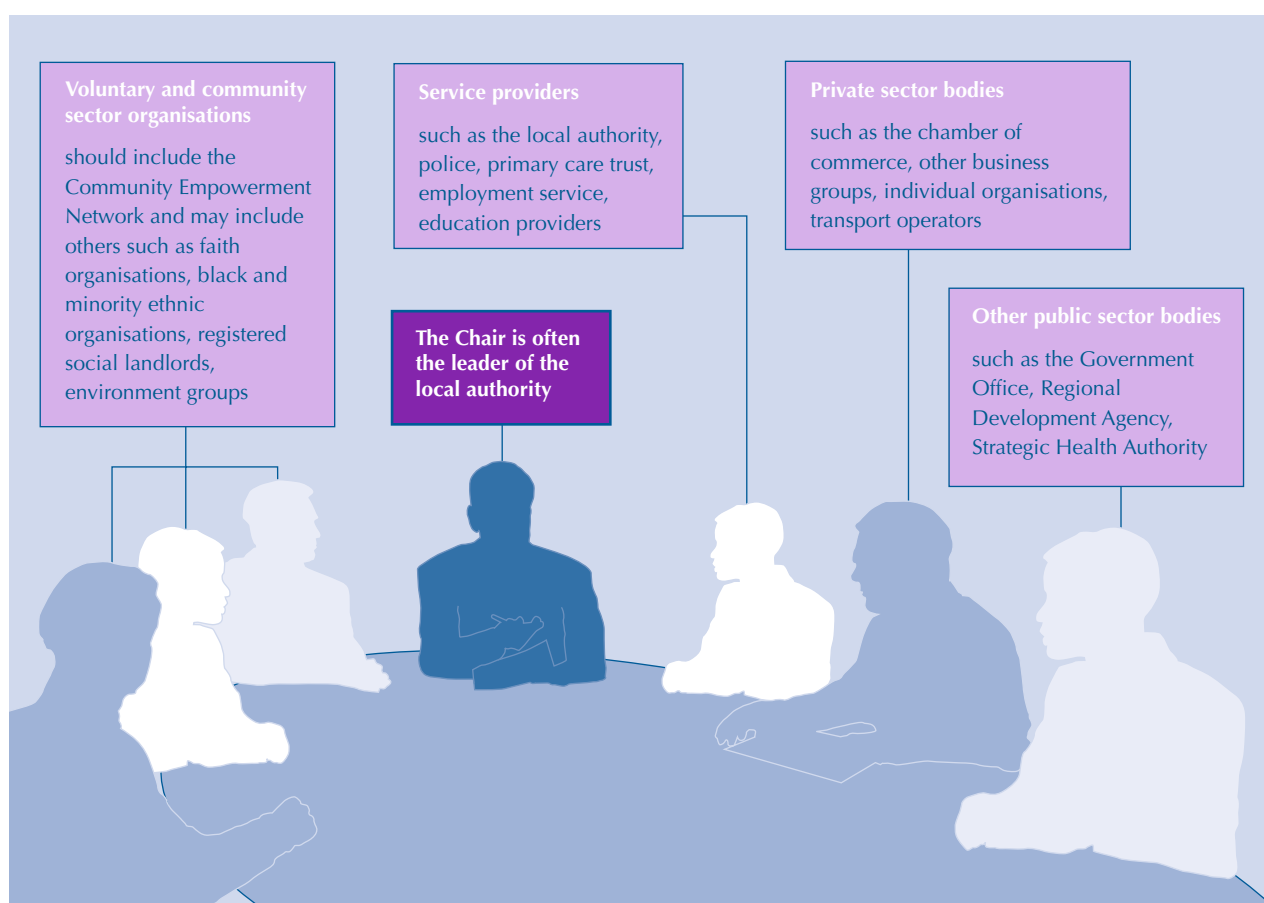 Voluntary and community
sector organisations
should include the
Community Empowerment
Network and may include
others such as faith
organisations, black and
minority ethnic
organisations, registered
social landlords,
environment groups
Service providers
such as the local authority,
police, primary care trust,
employment service,
education providers
The Chair is often
the leader of the
local authority
Private sector bodies
such as the chamber of
commerce, other business
groups, individual organisations,
transport operators
Other public sector bodies
such as the Government
Office, Regional
Development Agency,
Strategic Health Authority